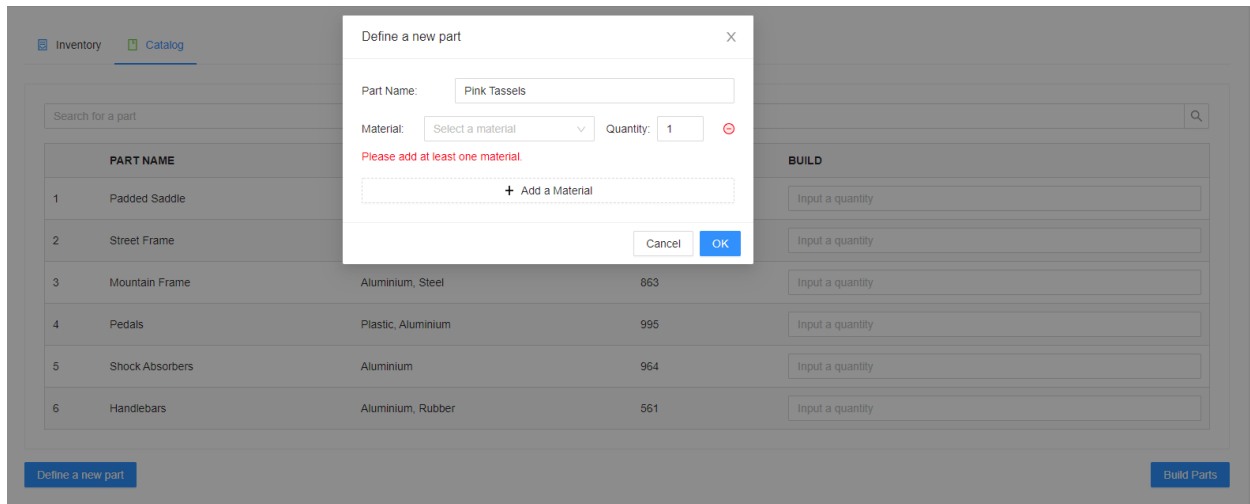 Define a new part
Inventory Catalog
Part Name: Pink Tassels
Search for a part
Material: Select a material Quantity: 1
Please add at least one material.
PART NAME BUILD
+ Add a Material
1 Padded Saddle Input a quantity
2 Street Frame Input a quantity
Cancel OK
3 Mountain Frame Aluminium, Steel 863 Input a quantity
4 Pedals Plastic, Aluminium 995 Input a quantity
5 Shock Absorbers Aluminium 964 Input a quantity
6 Handlebars Aluminium, Rubber 561 Input a quantity
Define a new part Build Parts